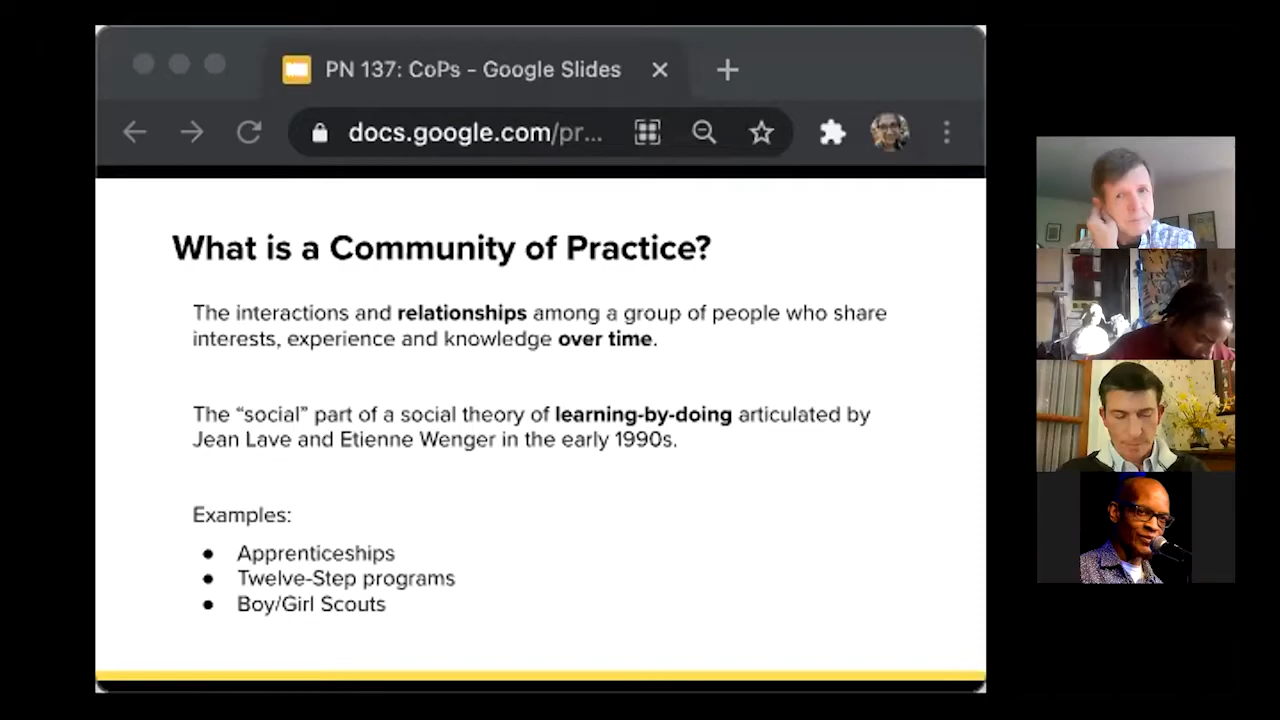 PN 137: CoPs - Google Slides
docs.google.com/pr...
What is a Community of Practice?
The interactions and relationships among a group of people who share
interests, experience and knowledge over time.
The “social” part of a social theory of learning-by-doing articulated by
Jean Lave and Etienne Wenger in the early 1990s.
Examples:
● Apprenticeships
● Twelve-Step programs
● Boy/Girl Scouts